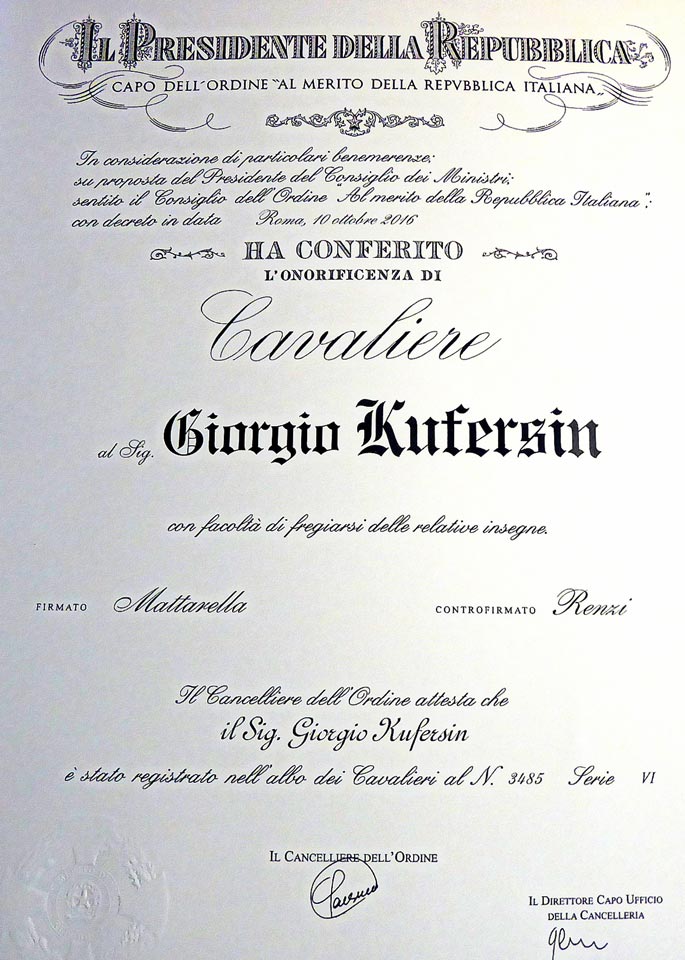 IL PRESIDENTE DELLA REPUBBLICA
CAPO DELL'ORDINE "AL MERITO DELLA REPVBBLICA ITALIANA„
In considerazione di particolari benemerenze;
su proposta del Presidente del Consiglio dei Ministri;
sentito il Consiglio dell'Ordine "Al merito della Repubblica Italiana";
con decreto in data Roma, 10 ottobre 2016
HA CONFERITO
L'ONORIFICENZA DI
Cavaliere
al Sig. Giorgio Kufersin
con facoltà di fregiarsi delle relative insegne.
FIRMATO Mattarella CONTROFIRMATO Renzi
Il Cancelliere dell'Ordine attesta che
il Sig. Giorgio Kufersin
è stato registrato nell'albo dei Cavalieri al N. 3485 Serie VI
IL CANCELLIERE DELL'ORDINE
IL DIRETTORE CAPO UFFICIO
DELLA CANCELLERIA